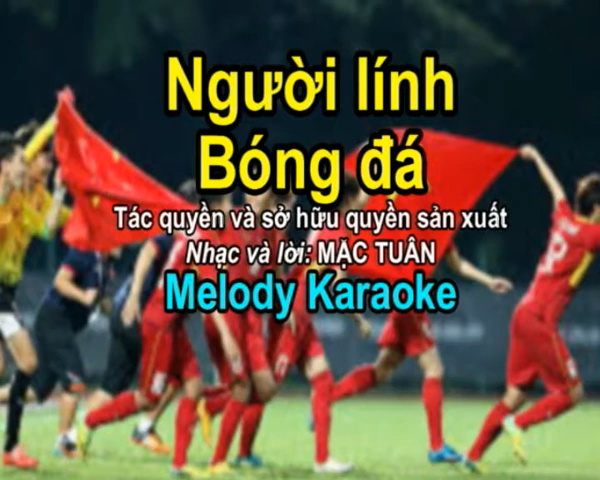 Người lính
Bóng đá
Tác quyền và sở hữu quyền sản xuất
Nhạc và lời: MẶC TUÂN
Melody Karaoke